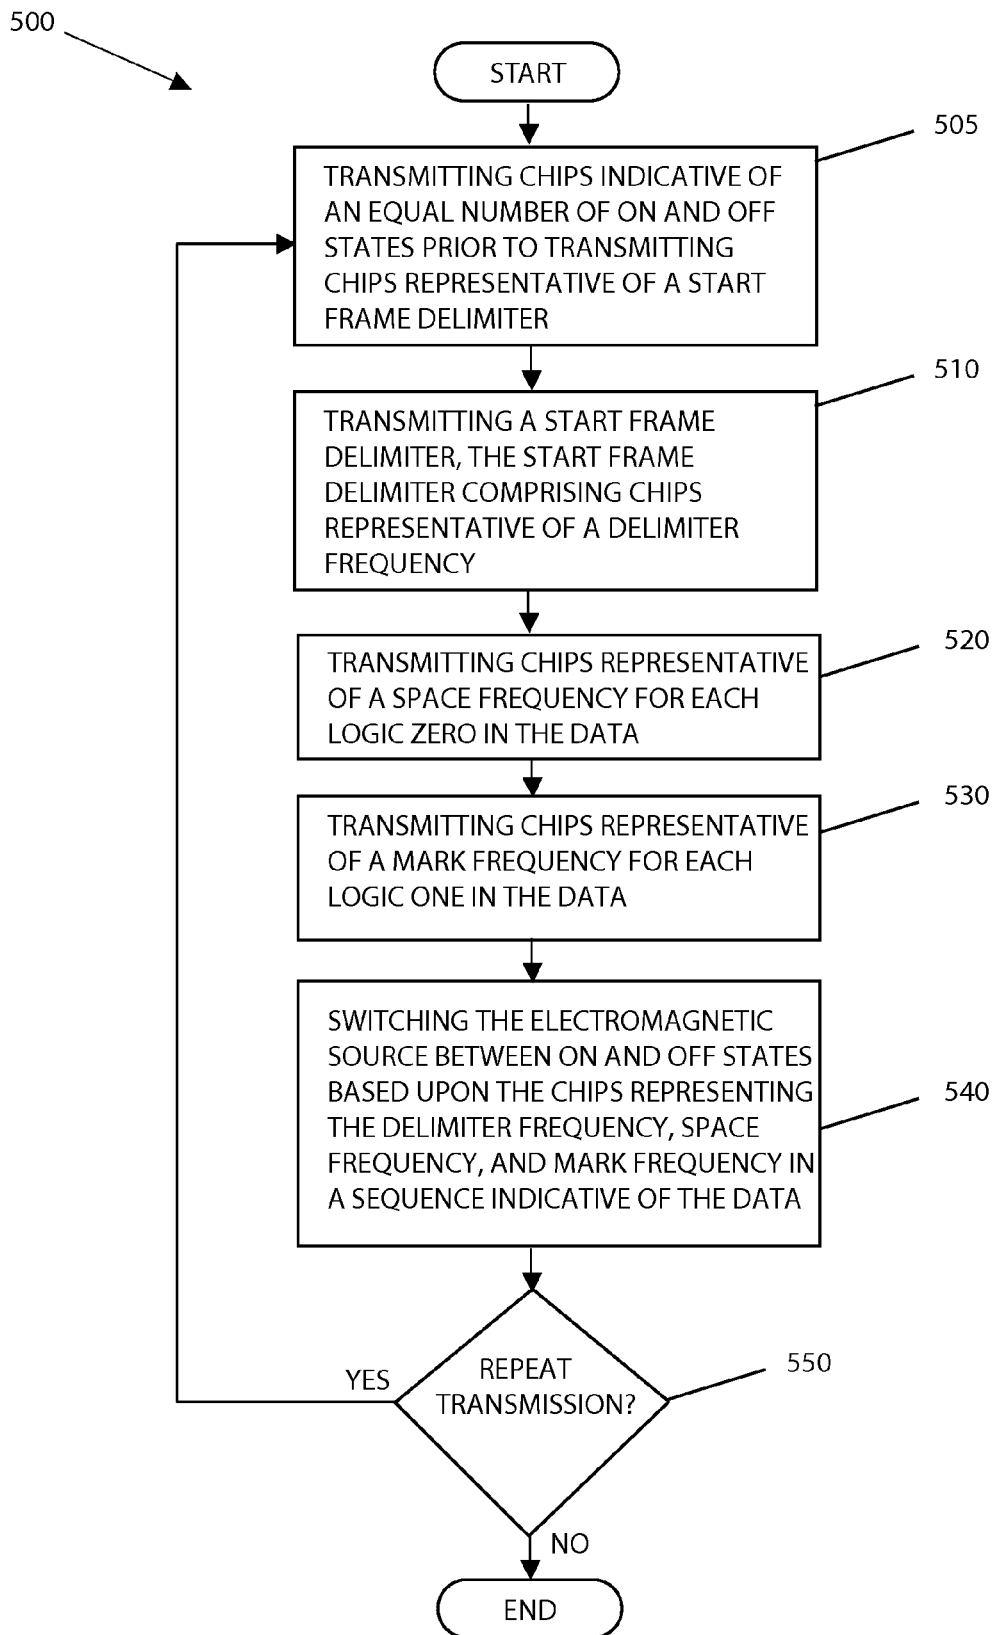 500
START
505
TRANSMITTING CHIPS INDICATIVE OF
AN EQUAL NUMBER OF ON AND OFF
STATES PRIOR TO TRANSMITTING
CHIPS REPRESENTATIVE OF A START
FRAME DELIMITER
510
TRANSMITTING A START FRAME
DELIMITER, THE START FRAME
DELIMITER COMPRISING CHIPS
REPRESENTATIVE OF A DELIMITER
FREQUENCY
520
TRANSMITTING CHIPS REPRESENTATIVE
OF A SPACE FREQUENCY FOR EACH
LOGIC ZERO IN THE DATA
530
TRANSMITTING CHIPS REPRESENTATIVE
OF A MARK FREQUENCY FOR EACH
LOGIC ONE IN THE DATA
SWITCHING THE ELECTROMAGNETIC
SOURCE BETWEEN ON AND OFF STATES
BASED UPON THE CHIPS REPRESENTING
THE DELIMITER FREQUENCY, SPACE
FREQUENCY, AND MARK FREQUENCY IN
A SEQUENCE INDICATIVE OF THE DATA
540
REPEAT
TRANSMISSION?
550
YES
NO
END